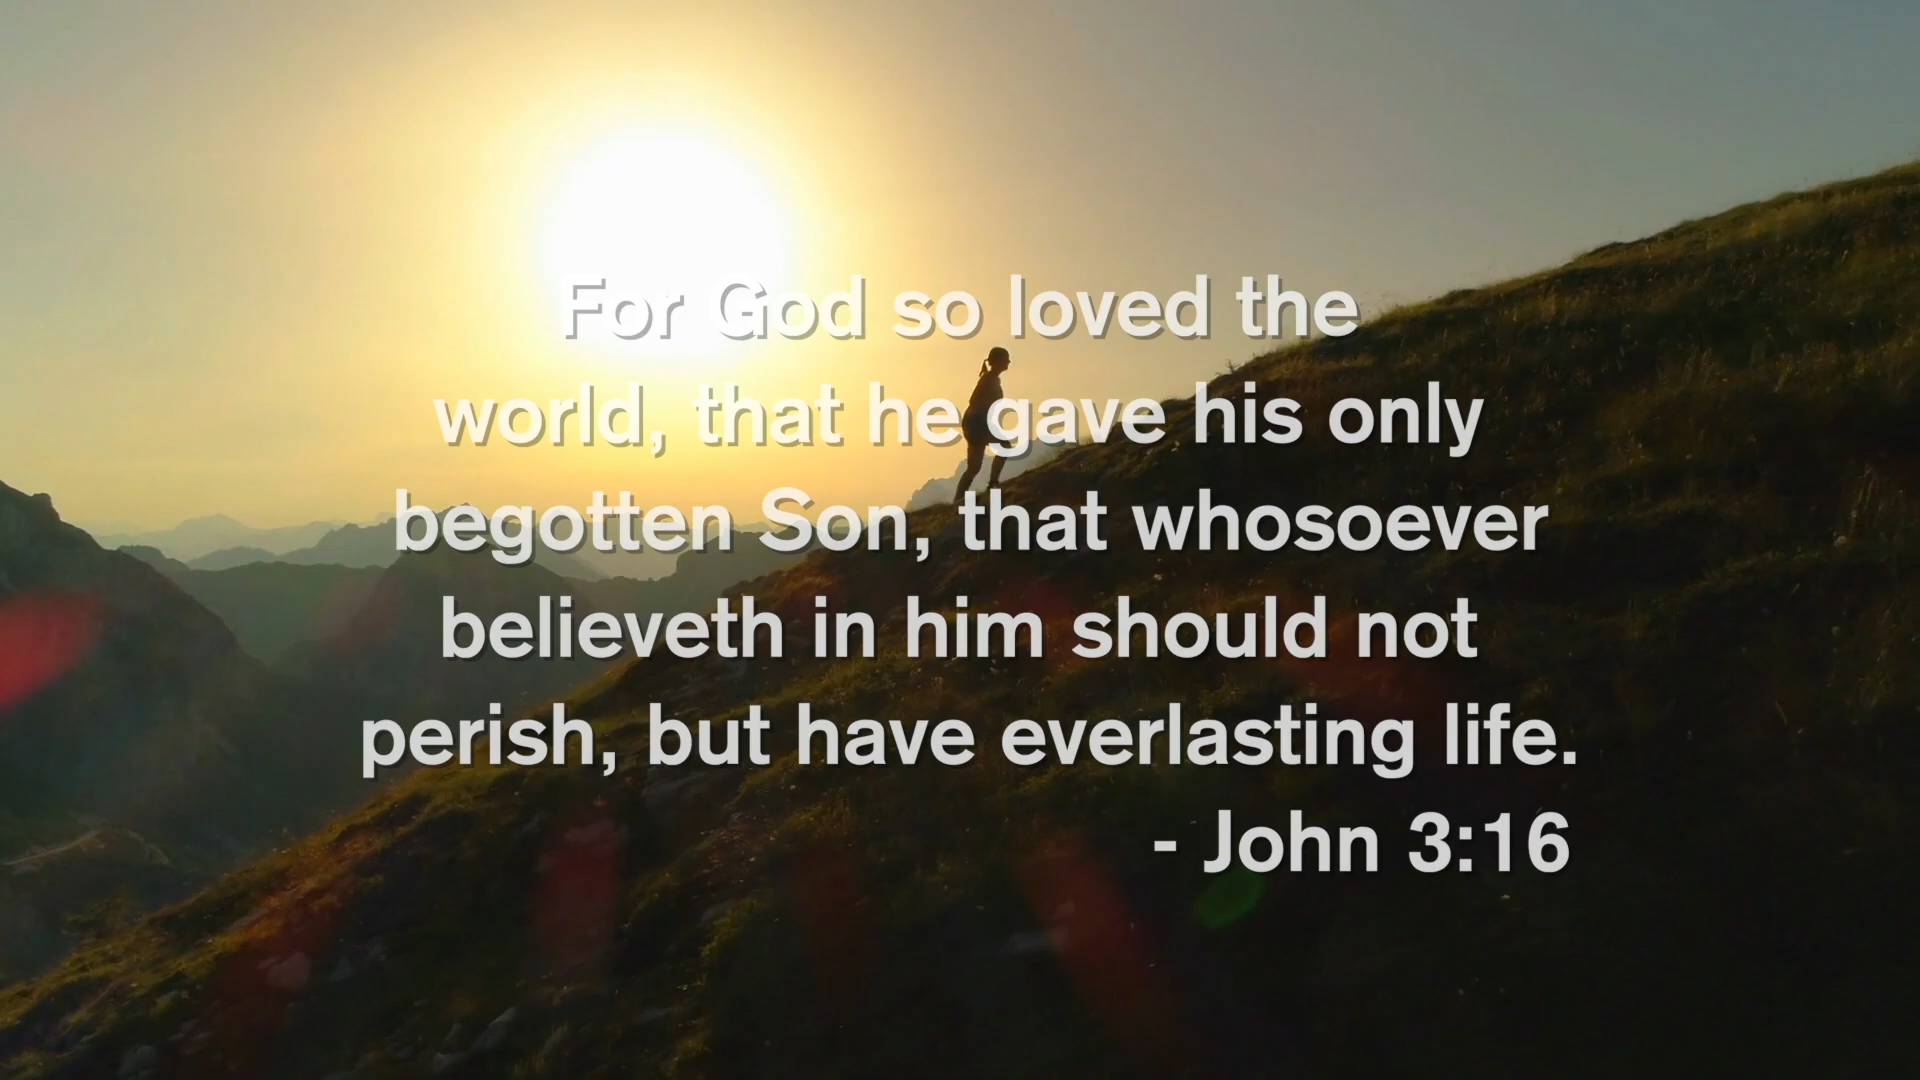 For God so loved the
world, that he gave his only
begotten Son, that whosoever
believeth in him should not
perish, but have everlasting life.
- John 3:16